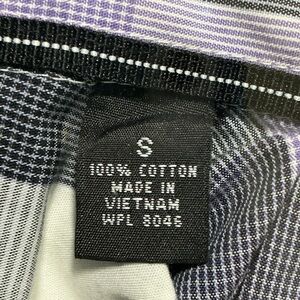 S
100% COTTON
MADE IN
VIETNAM
WPL 8046